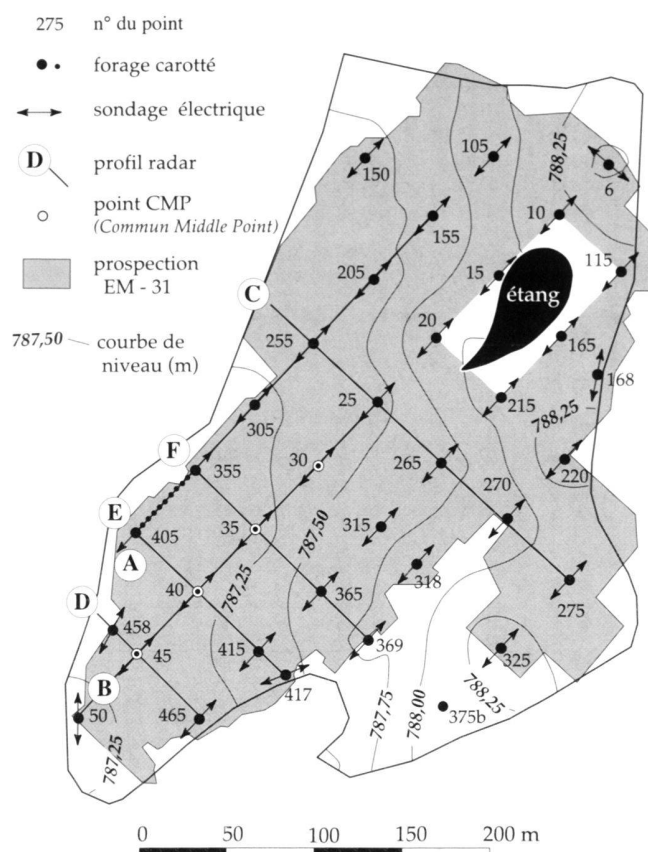 275 n° du point
forage carotté
sondage électrique
D profil radar
point CMP
(Commun Middle Point)
prospection
EM - 31
787,50 courbe de
niveau (m)
105
150
788,25
6
10
155
115
205
15
C
étang
20
255
165
168
25
215
305
788,25
30
F
265
220
355
270
E
35
315
787,50
405
A
40
787,25
365
318
275
D
458
415
369
45
325
B
417
788,25
50
465
787,75
788,00
375b
787,25
0 50 100 150 200 m